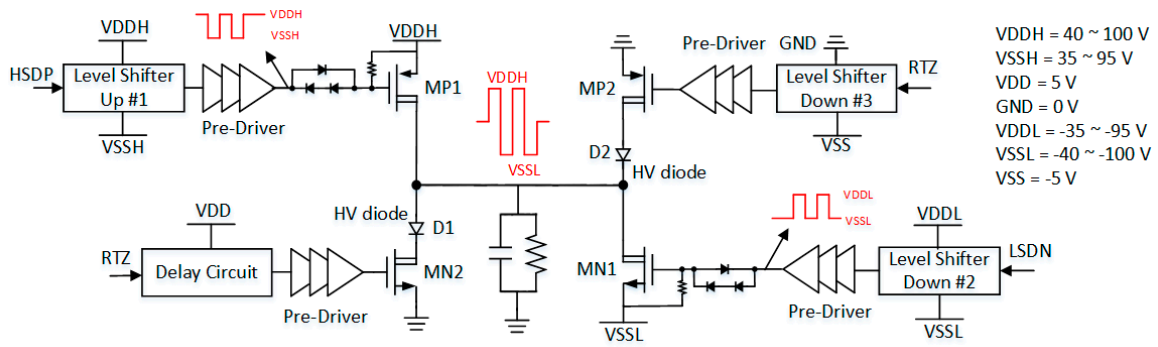 VDDH
HSDP
Level Shifter
Up #1
VSSH
Pre-Driver
VDDH
VSSH
VDDH
MP1
VDDH
VSSL
Pre-Driver
GND
MP2
Level Shifter
Down #3
RTZ
VSS
D2
HV diode
VDDH = 40 ~ 100 V
VSSH = 35 ~ 95 V
VDD = 5 V
GND = 0 V
VDDL = -35 ~ -95 V
VSSL = -40 ~ -100 V
VSS = -5 V
VDD
RTZ
Delay Circuit
Pre-Driver
HV diode
D1
MN2
MN1
VSSL
VDDL
VSSL
Pre-Driver
VDDL
Level Shifter
Down #2
LSDN
VSSL